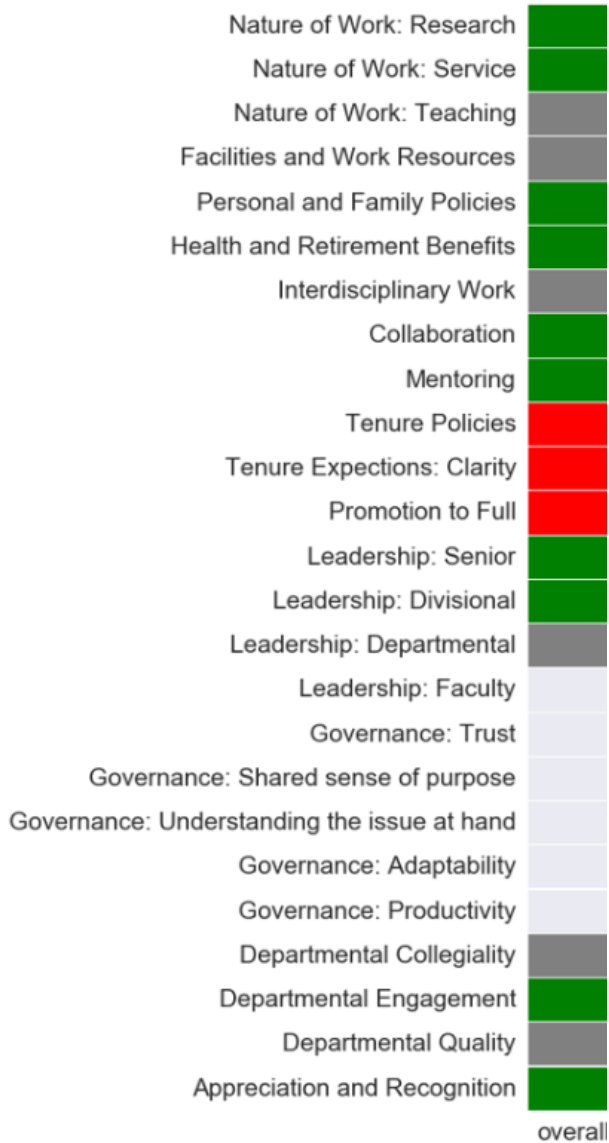 Nature of Work: Research
Nature of Work: Service
Nature of Work: Teaching
Facilities and Work Resources
Personal and Family Policies
Health and Retirement Benefits
Interdisciplinary Work
Collaboration
Mentoring
Tenure Policies
Tenure Expections: Clarity
Promotion to Full
Leadership: Senior
Leadership: Divisional
Leadership: Departmental
Leadership: Faculty
Governance: Trust
Governance: Shared sense of purpose
Governance: Understanding the issue at hand
Governance: Adaptability
Governance: Productivity
Departmental Collegiality
Departmental Engagement
Departmental Quality
Appreciation and Recognition
overall